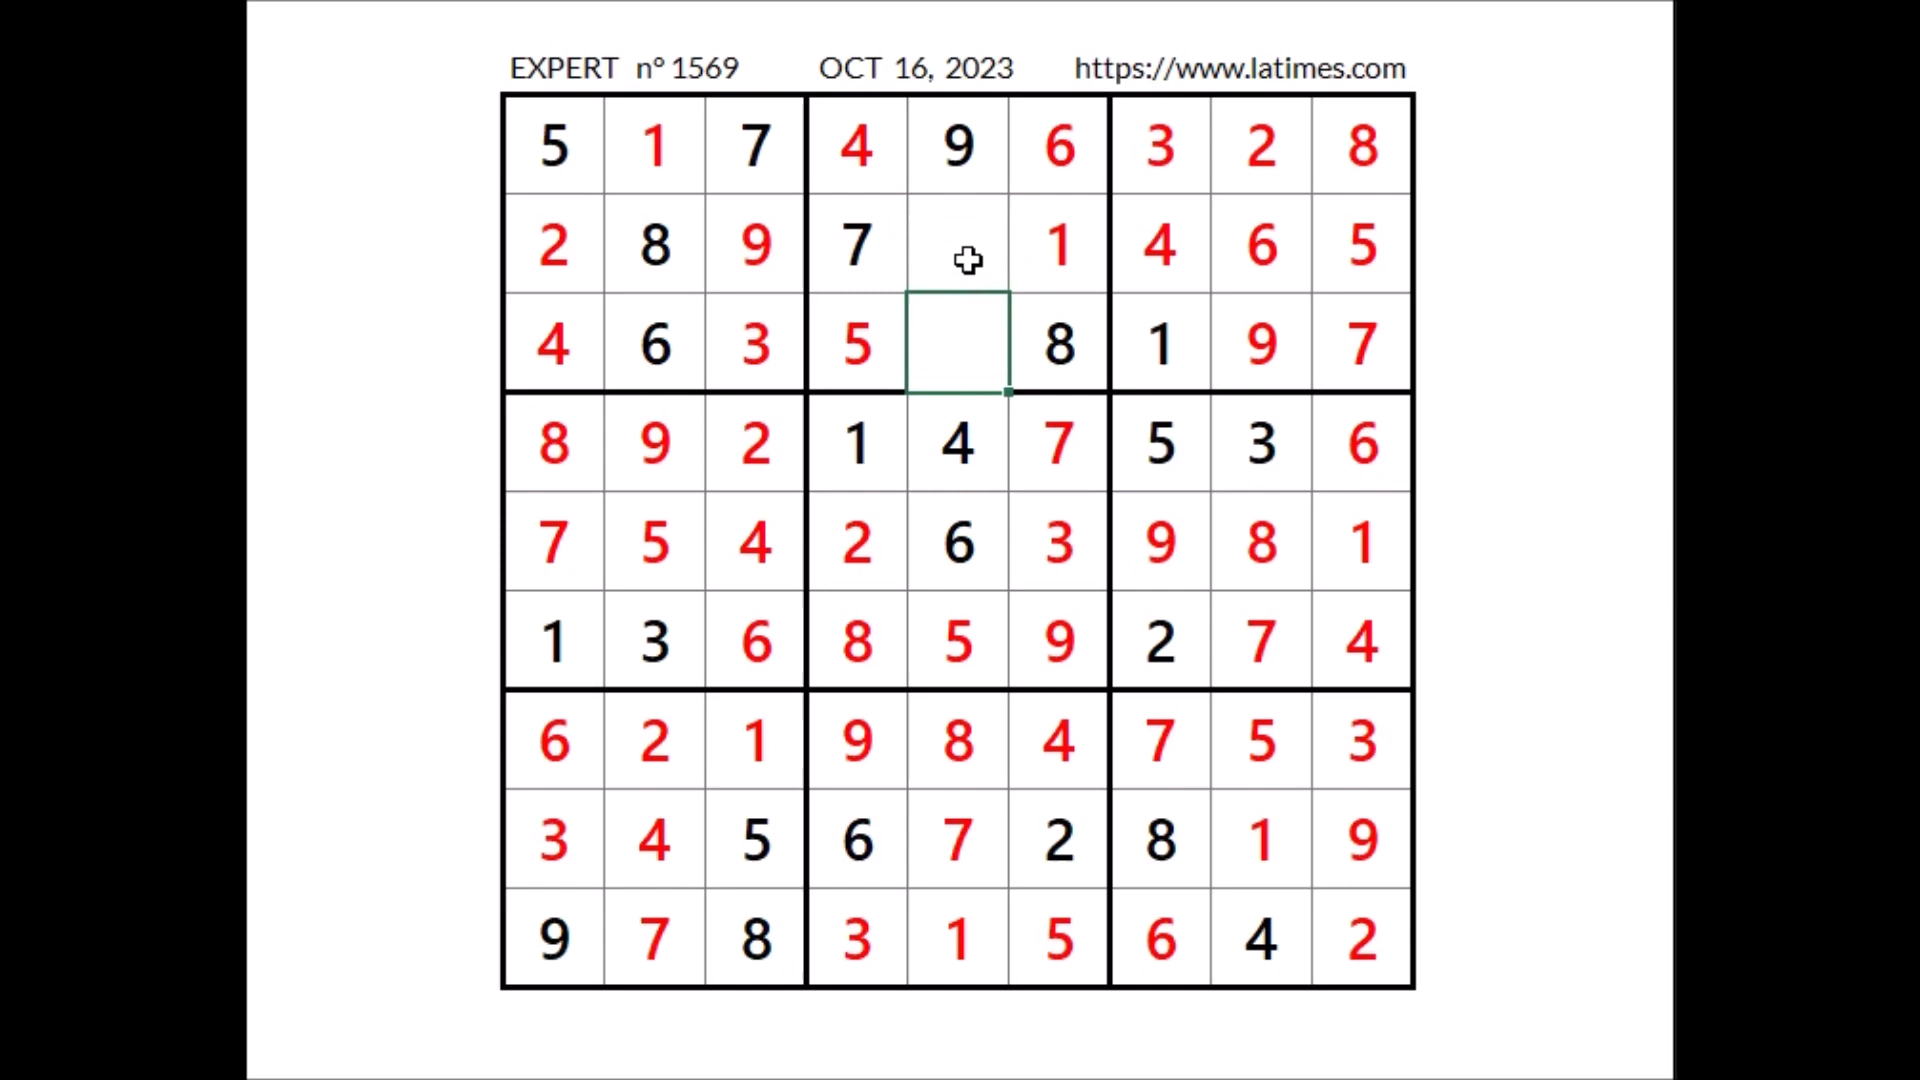 EXPERT n° 1569 OCT 16, 2023 https://www.latimes.com
5 1 7 4 9 6 3 2 8
2 8 9 7 1 4 6 5
4 6 3 5 8 1 9 7
8 9 2 1 4 7 5 3 6
7 5 4 2 6 3 9 8 1
1 3 6 8 5 9 2 7 4
6 2 1 9 8 4 7 5 3
3 4 5 6 7 2 8 1 9
9 7 8 3 1 5 6 4 2